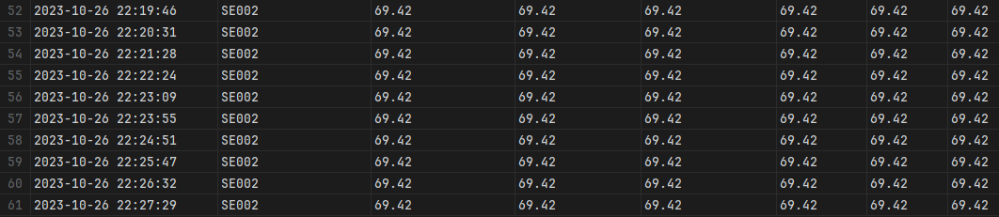 52 2023-10-26 22:19:46 SE002 69.42 69.42 69.42 69.42 69.42 69.42
53 2023-10-26 22:20:31 SE002 69.42 69.42 69.42 69.42 69.42 69.42
54 2023-10-26 22:21:28 SE002 69.42 69.42 69.42 69.42 69.42 69.42
55 2023-10-26 22:22:24 SE002 69.42 69.42 69.42 69.42 69.42 69.42
56 2023-10-26 22:23:09 SE002 69.42 69.42 69.42 69.42 69.42 69.42
57 2023-10-26 22:23:55 SE002 69.42 69.42 69.42 69.42 69.42 69.42
58 2023-10-26 22:24:51 SE002 69.42 69.42 69.42 69.42 69.42 69.42
59 2023-10-26 22:25:47 SE002 69.42 69.42 69.42 69.42 69.42 69.42
60 2023-10-26 22:26:32 SE002 69.42 69.42 69.42 69.42 69.42 69.42
61 2023-10-26 22:27:29 SE002 69.42 69.42 69.42 69.42 69.42 69.42